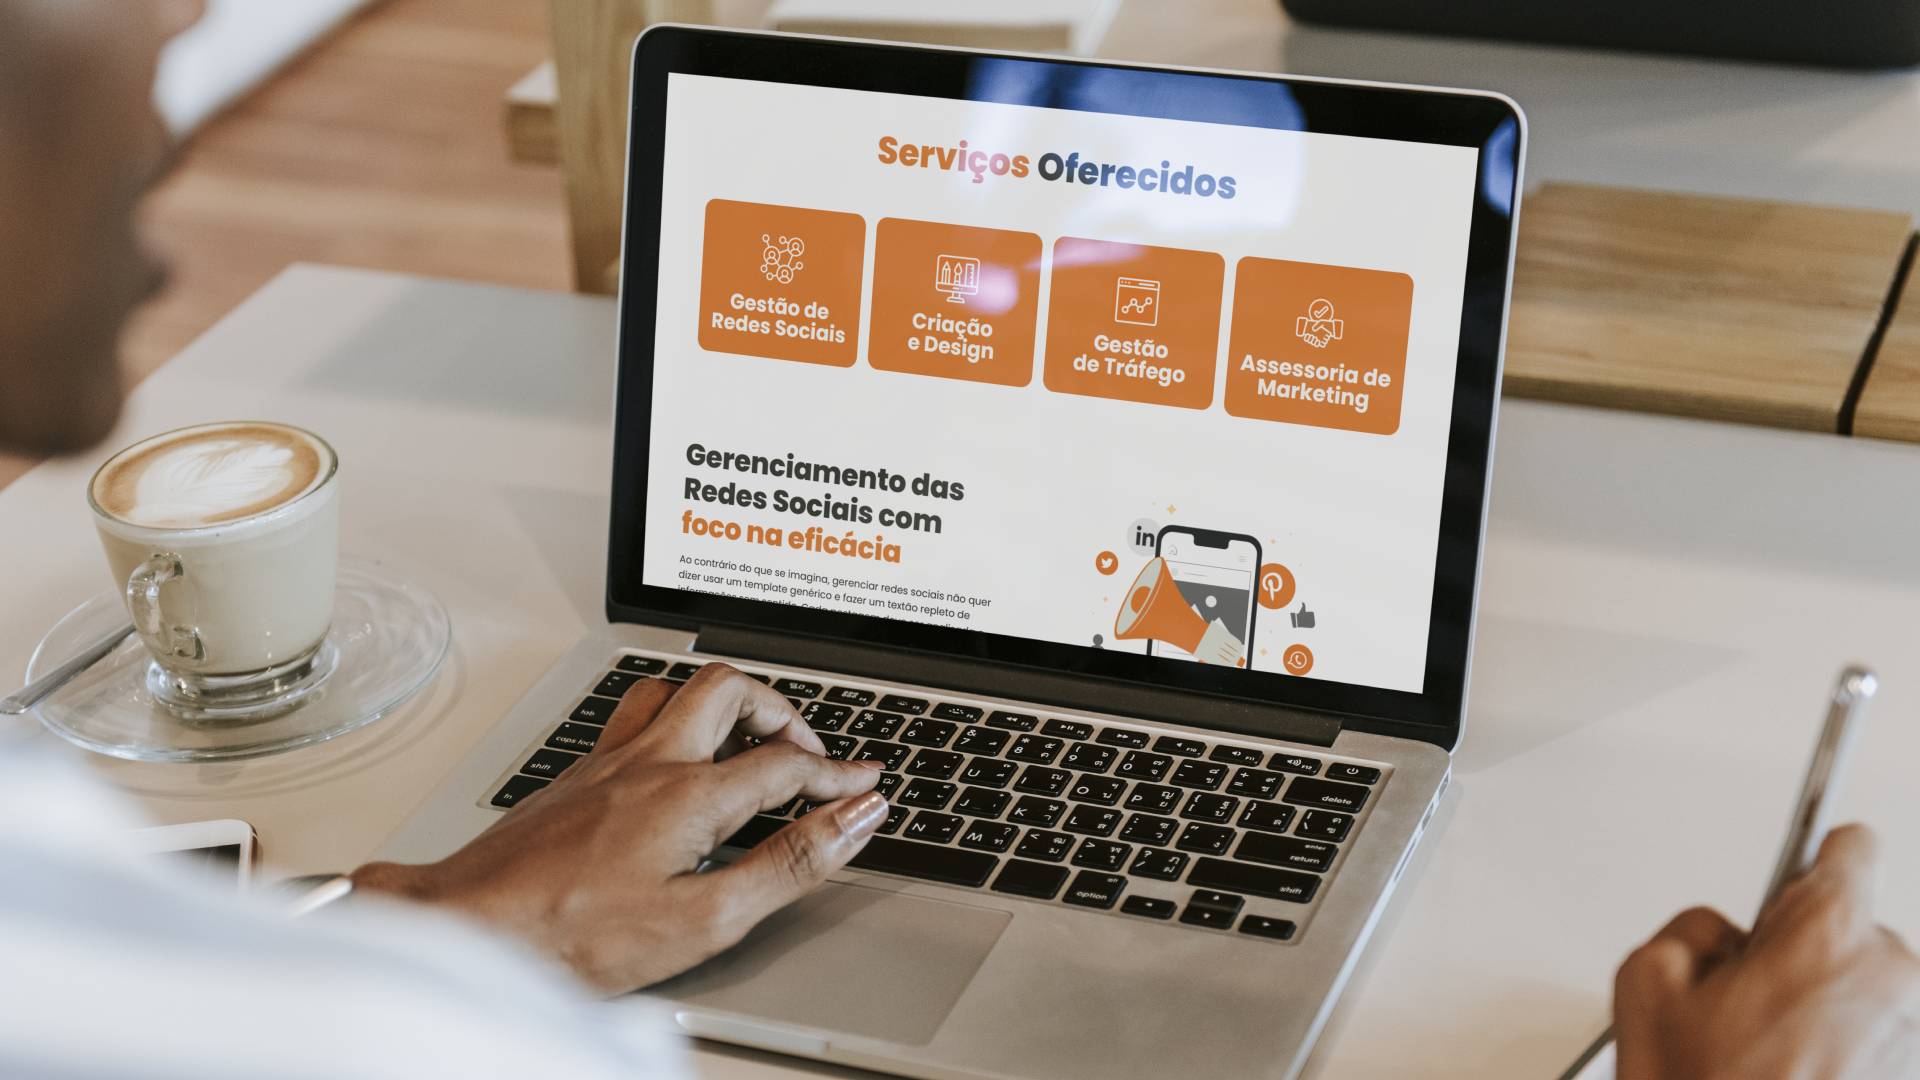 Serviços Oferecidos
Gestão de
Redes Sociais
Criação
e Design
Gestão
de Tráfego
Assessoria de
Marketing
Gerenciamento das
Redes Sociais com
foco na eficácia
Ao contrário do que se imagina, gerenciar redes sociais não quer
dizer usar um template genérico e fazer um textão repleto de
in
esc
tab
caps lock
shift
fn
delete
enter
return
shift
alt
option